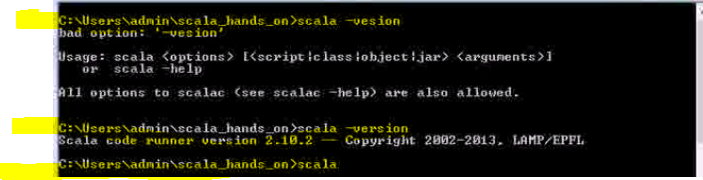 C:\Users\admin\scala_hands_on>scala -vesion
bad option: '-vesion'
Usage: scala <options> [<script|class|object|jar> <arguments>]
or scala -help
All options to scalac (see scalac -help) are also allowed.
C:\Users\admin\scala_hands_on>scala -version
Scala code runner version 2.10.2 -- Copyright 2002-2013, LAMP/EPFL
C:\Users\admin\scala_hands_on>scala